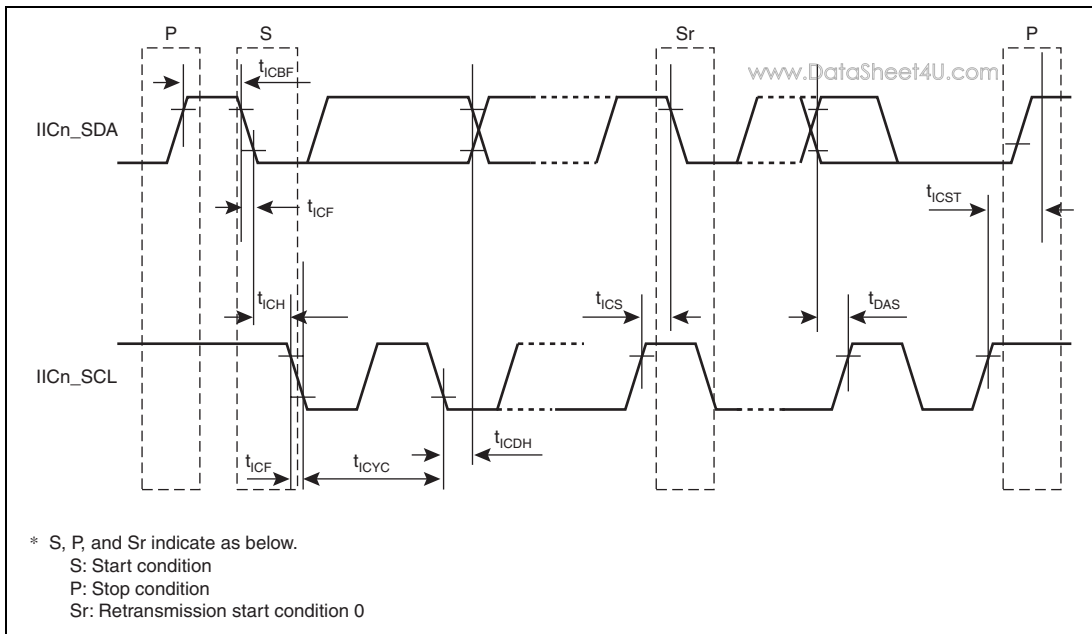 P S Sr P
www.DataSheet4U.com
tICBF
IICn_SDA
tICF
tICST
tICH
tICS
tDAS
IICn_SCL
tICDH
tICF
tICYC
* S, P, and Sr indicate as below.
S: Start condition
P: Stop condition
Sr: Retransmission start condition 0